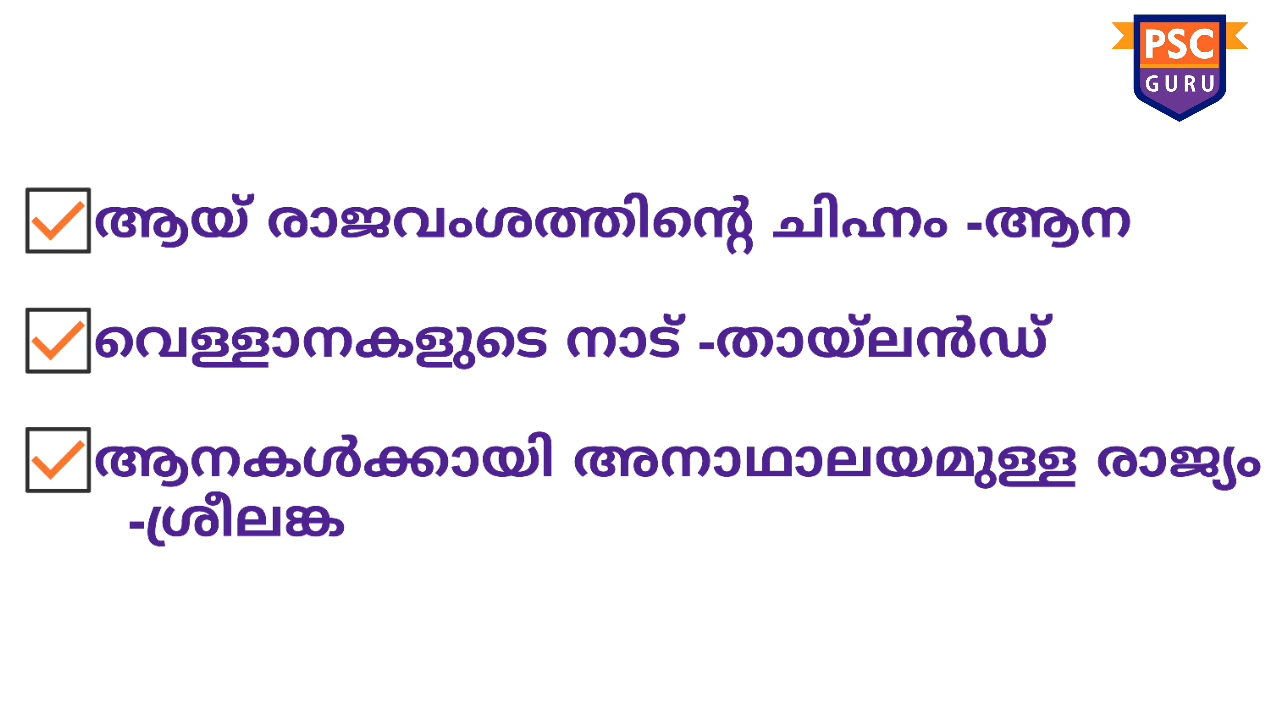 PSC
GURU
ആയ് രാജവംശത്തിന്റെ ചിഹ്നം -ആന
വെള്ളാനകളുടെ നാട് -തായ്ലൻഡ്
ആനകൾക്കായി അനാഥാലയമുള്ള രാജ്യം
-ശ്രീലങ്ക